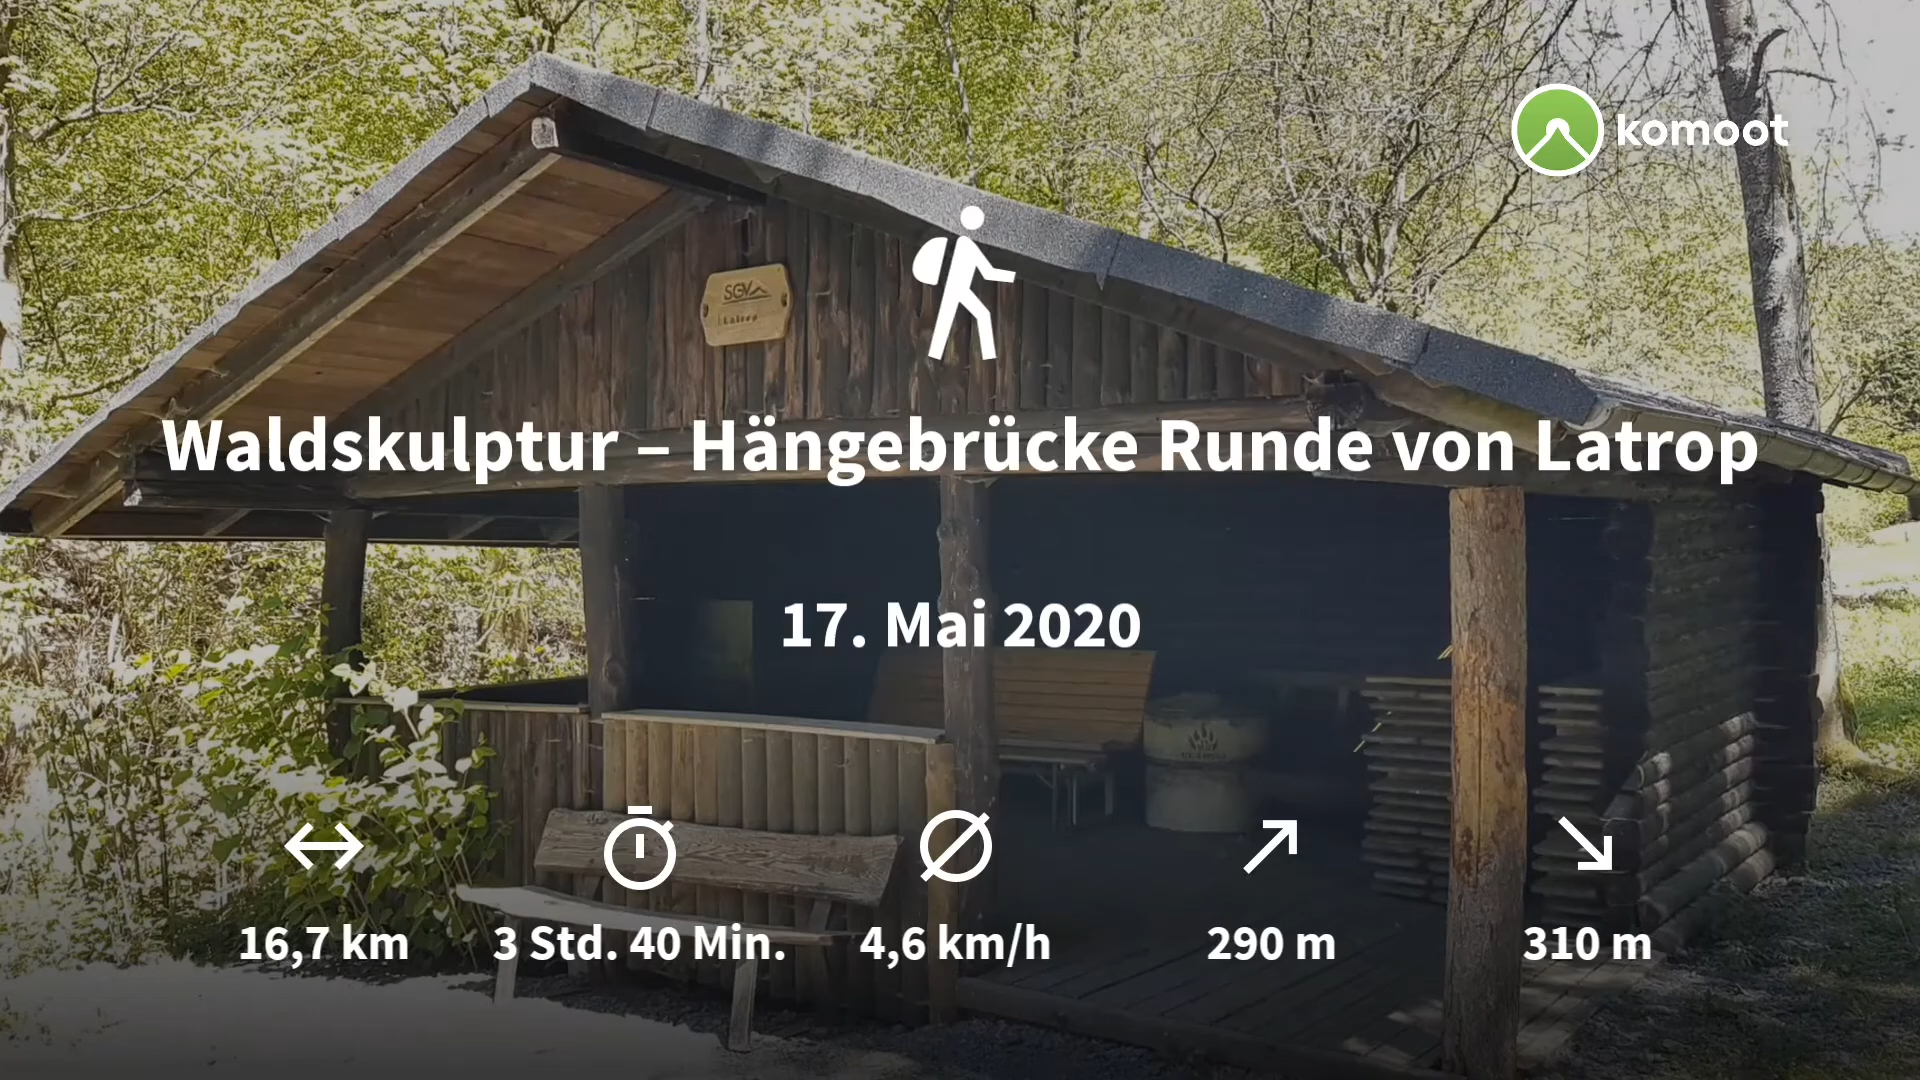 komoot
SGV
Latrop
Waldskulptur – Hängebrücke Runde von Latrop
17. Mai 2020
16,7 km
3 Std. 40 Min.
4,6 km/h
290 m
310 m